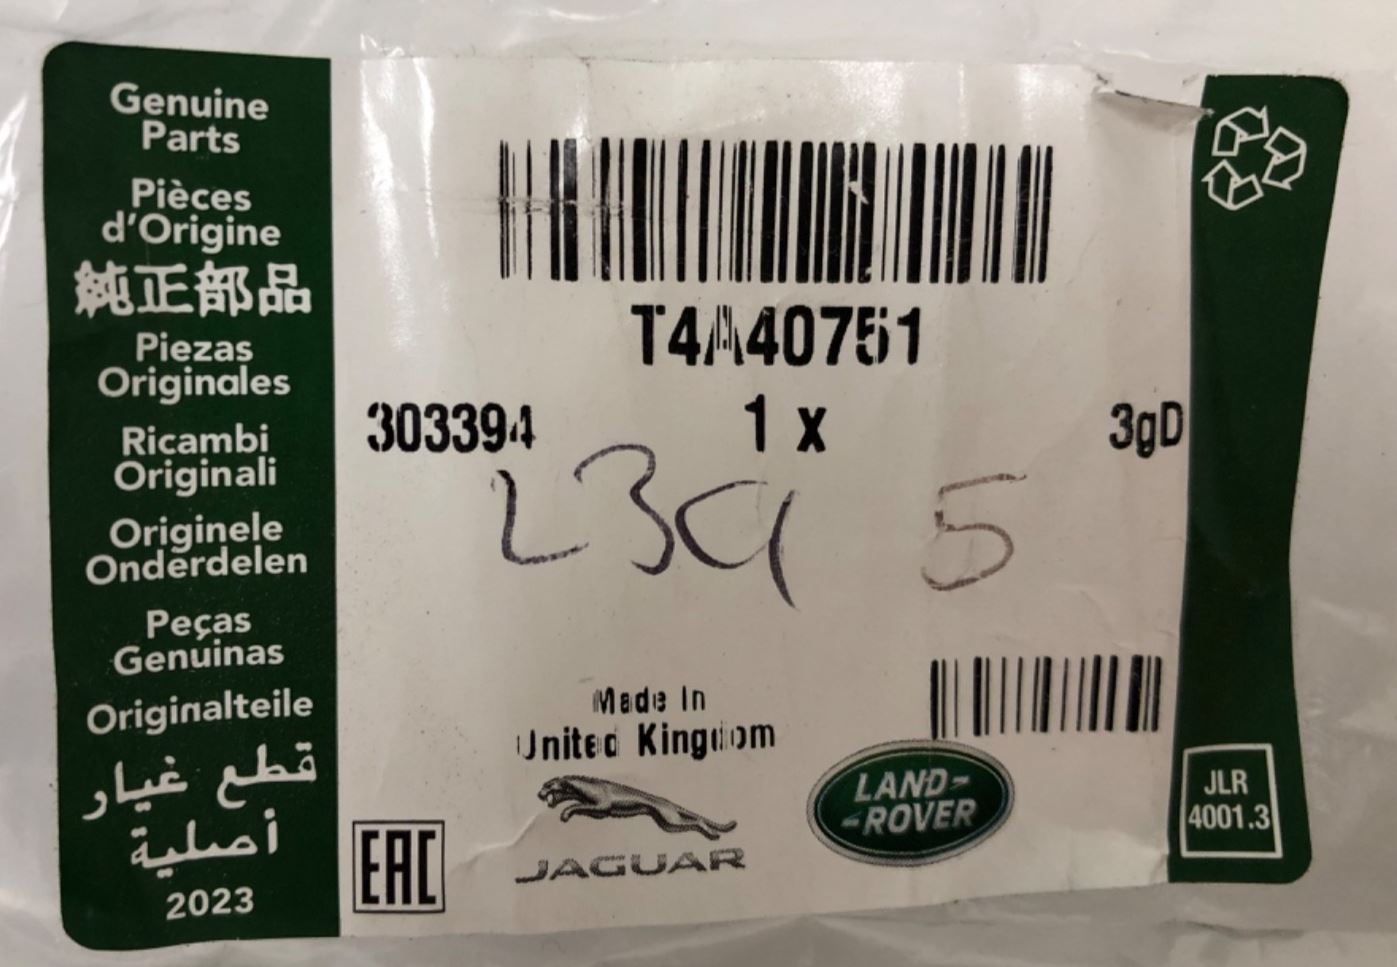 Genuine
Parts
Pièces
d'Origine
純正部品
Piezas
Originales
Ricambi
Originali
Originele
Onderdelen
Peças
Genuinas
Originalteile
قطع غيار
أصلية
2023
T4A40751
303394 1 x 3gD
5
Made In
United Kingdom
EAC
JAGUAR
LAND-
-ROVER
JLR
4001.3